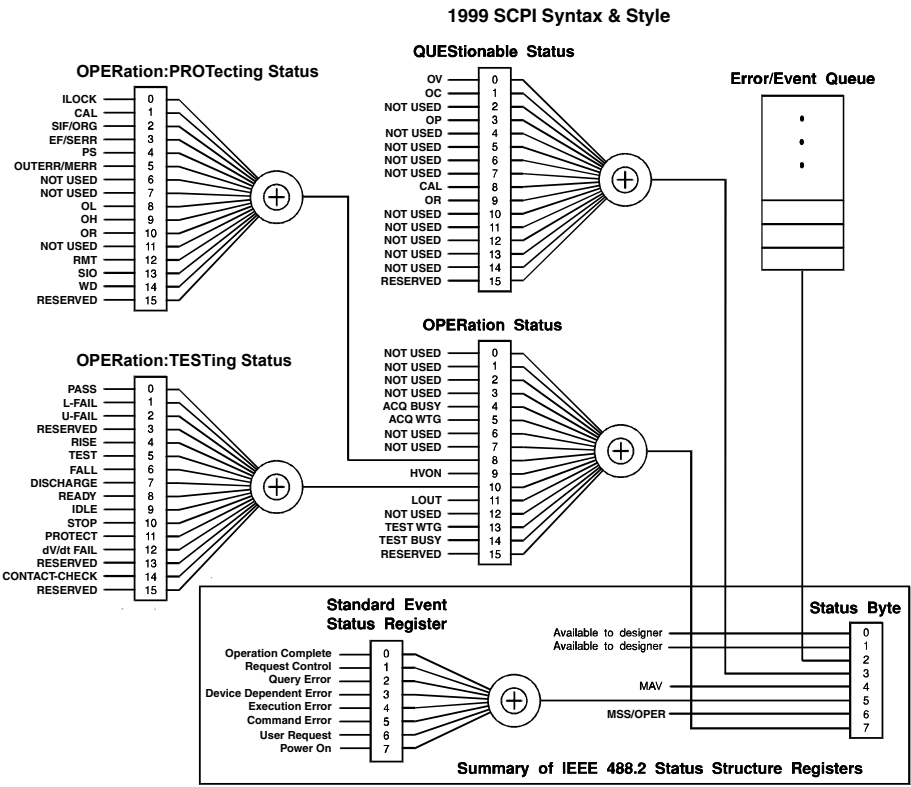 1999 SCPI Syntax & Style
OPERation:PROTecting Status
ILOCK 0
CAL 1
SIF/ORG 2
EF/SERR 3
PS 4
OUTERR/MERR 5
NOT USED 6
NOT USED 7
OL 8
OH 9
OR 10
NOT USED 11
RMT 12
SIO 13
WD 14
RESERVED 15
+
QUEStionable Status
OV 0
OC 1
NOT USED 2
OP 3
NOT USED 4
NOT USED 5
NOT USED 6
NOT USED 7
CAL 8
OR 9
NOT USED 10
NOT USED 11
NOT USED 12
NOT USED 13
NOT USED 14
RESERVED 15
+
Error/Event Queue
OPERation:TESTing Status
PASS 0
L-FAIL 1
U-FAIL 2
RESERVED 3
RISE 4
TEST 5
FALL 6
DISCHARGE 7
READY 8
IDLE 9
STOP 10
PROTECT 11
dV/dt FAIL 12
RESERVED 13
CONTACT-CHECK 14
RESERVED 15
+
OPERation Status
NOT USED 0
NOT USED 1
NOT USED 2
NOT USED 3
ACQ BUSY 4
ACQ WTG 5
NOT USED 6
NOT USED 7
8
HVON 9
10
LOUT 11
NOT USED 12
TEST WTG 13
TEST BUSY 14
RESERVED 15
+
Standard Event
Status Register
Operation Complete 0
Request Control 1
Query Error 2
Device Dependent Error 3
Execution Error 4
Command Error 5
User Request 6
Power On 7
+
Status Byte
Available to designer 0
Available to designer 1
2
3
MAV 4
5
MSS/OPER 6
7
Summary of IEEE 488.2 Status Structure Registers